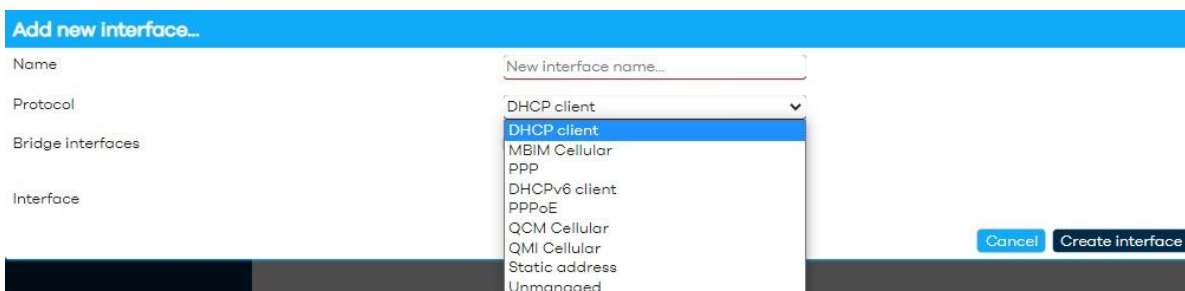 Add new interface...
Name
New interface name...
Protocol
DHCP client
DHCP client
Bridge interfaces
MBIM Cellular
PPP
DHCPv6 client
Interface
PPPoE
QCM Cellular
QMI Cellular
Cancel Create interface
Static address
Unmanaged